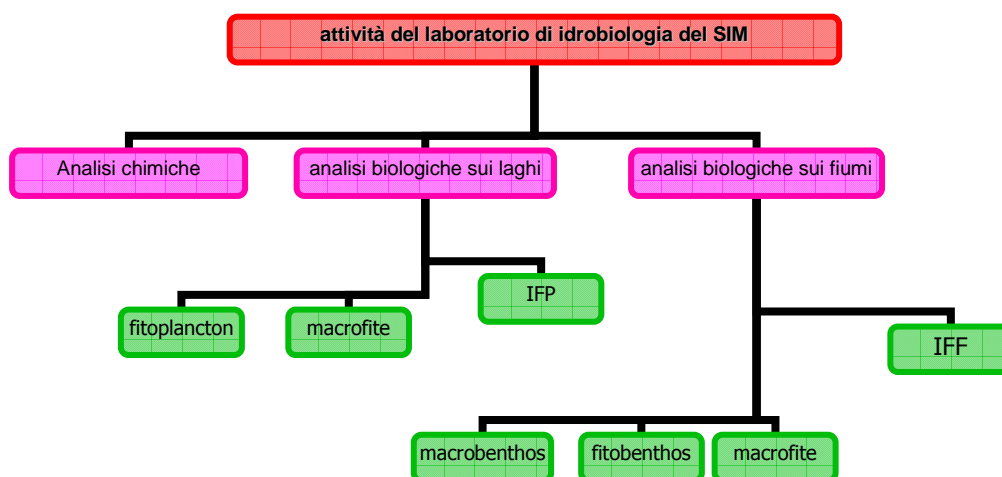 attività del laboratorio di idrobiologia del SIM
Analisi chimiche
analisi biologiche sui laghi
analisi biologiche sui fiumi
IFP
fitoplancton
macrofite
IFF
macrobenthos
fitobenthos
macrofite